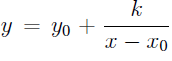 y = y₀ + k / (x − x₀)